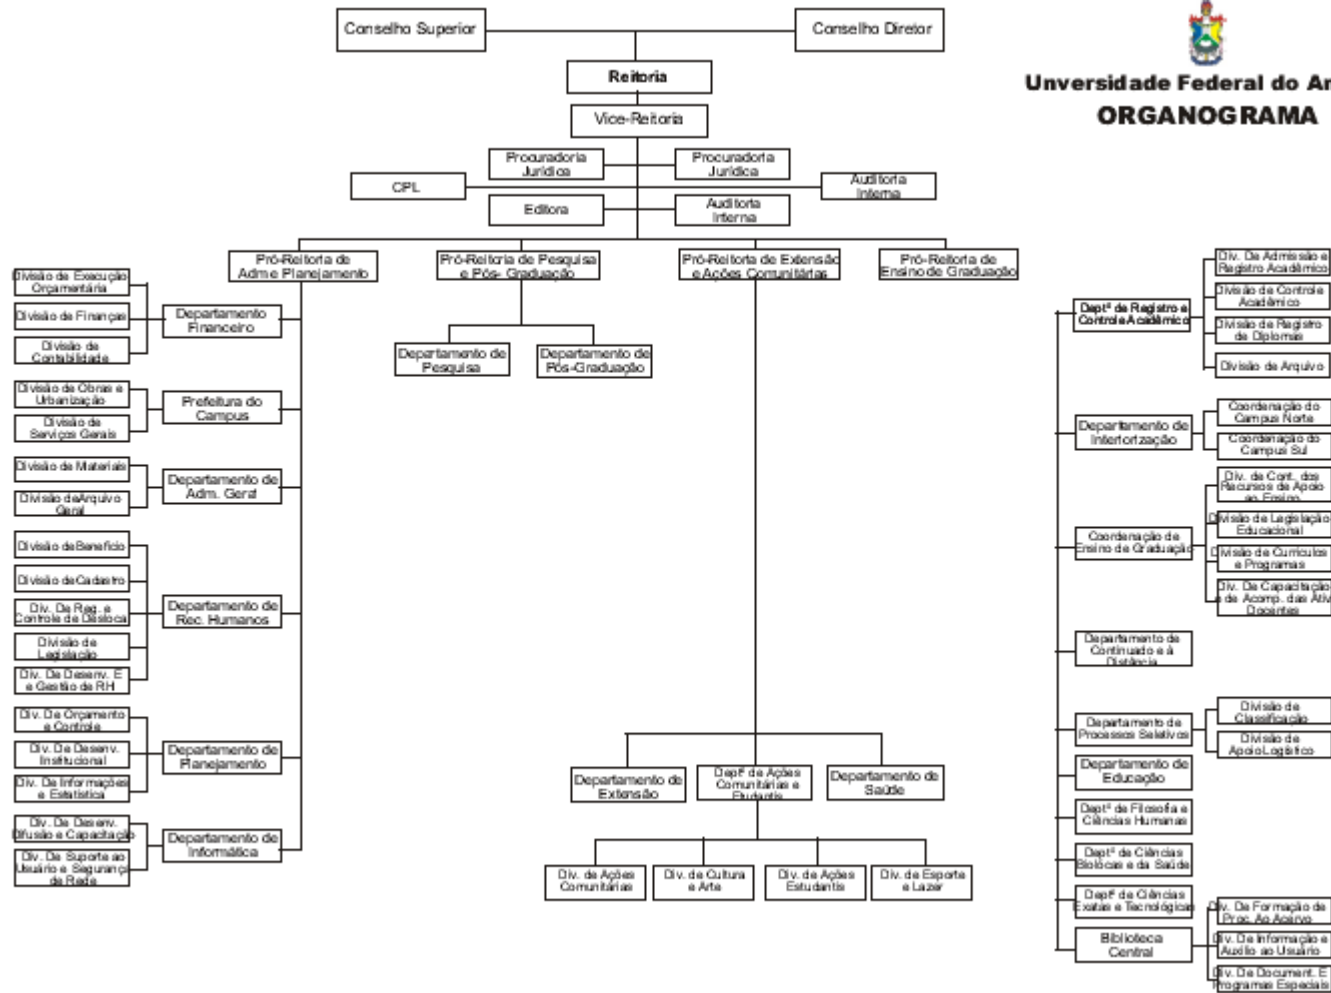 Conselho Superior
Conselho Diretor
Unversidade Federal do
ORGANOGRAMA
Reitoria
Vice-Reitoria
Procuradoria
Jurídica
Procuradoria
Jurídica
CPL
Auditoria
Interna
Editora
Auditoria
Interna
Pró-Reitoria de
Adm e Planejamento
Pró-Reitoria de Pesquisa
e Pós- Graduação
Pró-Reitoria de Extensão
e Ações Comunitárias
Pró-Reitoria de
Ensino de Graduação
Divisão de Execução
Orçamentária
Divisão de Finanças
Divisão de
Contabilidade
Departamento
Financeiro
Divisão de Obras e
Urbanização
Divisão de
Serviços Gerais
Prefeitura do
Campus
Divisão de Materiais
Divisão deArquivo
Geral
Departamento de
Adm. Geral
Divisão deBenefício
Divisão deCadastro
Div. De Reg. e
Controle de Desloca
Divisão de
Legislação
Div. De Desenv. E
e Gestão de RH
Departamento de
Rec. Humanos
Div. De Orçamento
e Controle
Div. De Desenv.
Institucional
Div. De Informações
e Estatística
Departamento de
Planejamento
Div. De Desenv.
Difusão e Capacitação
Div. De Suporte ao
Usuário e Segurança
de Rede
Departamento de
Informática
Departamento de
Pesquisa
Departamento de
Pós-Graduação
Departamento de
Extensão
Deptº de Ações
Comunitárias e
Etudantis
Departamento de
Saúde
Div. de Ações
Comunitárias
Div. de Cultura
e Arte
Div. de Ações
Estudantis
Div. de Esporte
e Lazer
Deptº de Registro e
Controle Acadêmico
Div. De Admissão e
Registro Acadêmico
Divisão de Controle
Acadêmico
Divisão de Registro
de Diplomas
Divisão de Arquivo
Departamento de
Interiorização
Coordenação do
Campus Norte
Coordenação do
Campus Sul
Coordenação de
Ensino de Graduação
Div. de Cont. dos
Recursos de Apoio
ao Ensino
Divisão de Legislação
Educacional
Divisão de Currículos
e Programas
Div. De Capacitação
e de Acomp. das Ativ
Docentes
Departamento de
Continuado e à
Distância
Departamento de
Processos Seletivos
Divisão de
Classificação
Divisão de
Apoio Logístico
Departamento de
Educação
Deptº de Filosofia e
Ciências Humanas
Deptº de Ciências
Biolócas e da Saúde
Deptº de Ciências
Exatas e Tecnológicas
Biblioteca
Central
Div. De Formação de
Proc. Ao Acervo
Div. De Informação e
Auxílio ao Usuário
Div. De Document. E
Programas Especiais